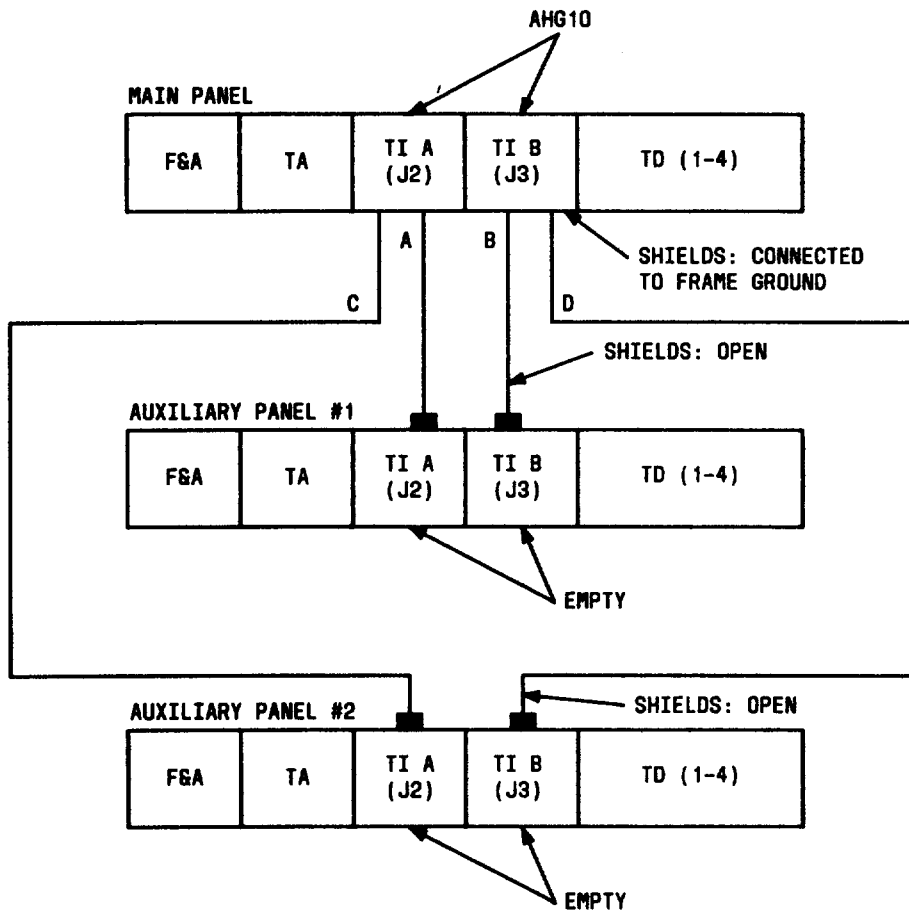 AHG10
MAIN PANEL
F&A
TA
TI A
(J2)
TI B
(J3)
TD (1-4)
A
B
SHIELDS: CONNECTED
TO FRAME GROUND
C
D
SHIELDS: OPEN
AUXILIARY PANEL #1
F&A
TA
TI A
(J2)
TI B
(J3)
TD (1-4)
EMPTY
SHIELDS: OPEN
AUXILIARY PANEL #2
F&A
TA
TI A
(J2)
TI B
(J3)
TD (1-4)
EMPTY